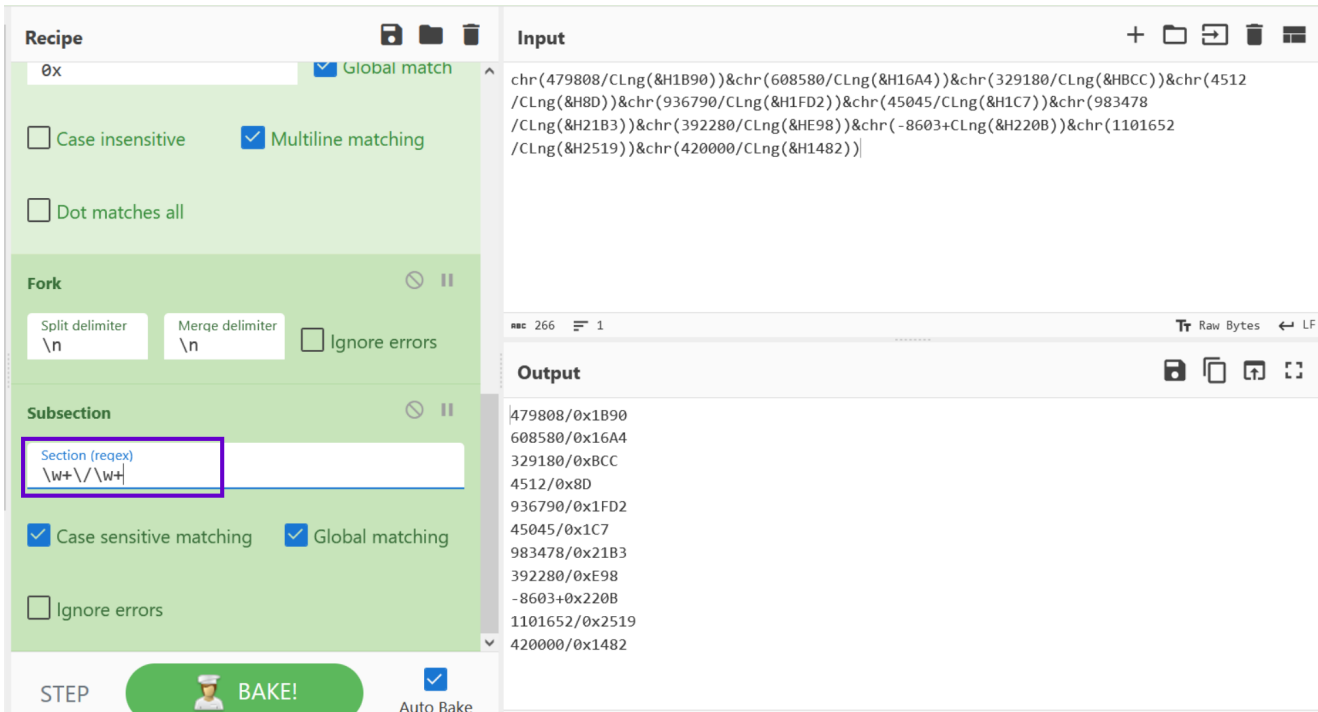 Recipe
0x
Global match
Case insensitive
Multiline matching
Dot matches all
Fork
Split delimiter
\n
Merge delimiter
\n
Ignore errors
Subsection
Section (regex)
\w+\/\w+
Case sensitive matching
Global matching
Ignore errors
STEP
BAKE!
Auto Bake
Input
chr(479808/CLng(&H1B90))&chr(608580/CLng(&H16A4))&chr(329180/CLng(&HBCC))&chr(4512
/CLng(&H8D))&chr(936790/CLng(&H1FD2))&chr(45045/CLng(&H1C7))&chr(983478
/CLng(&H21B3))&chr(392280/CLng(&HE98))&chr(-8603+CLng(&H220B))&chr(1101652
/CLng(&H2519))&chr(420000/CLng(&H1482))
ABC 266 1
Tт Raw Bytes LF
Output
479808/0x1B90
608580/0x16A4
329180/0xBCC
4512/0x8D
936790/0x1FD2
45045/0x1C7
983478/0x21B3
392280/0xE98
-8603+0x220B
1101652/0x2519
420000/0x1482